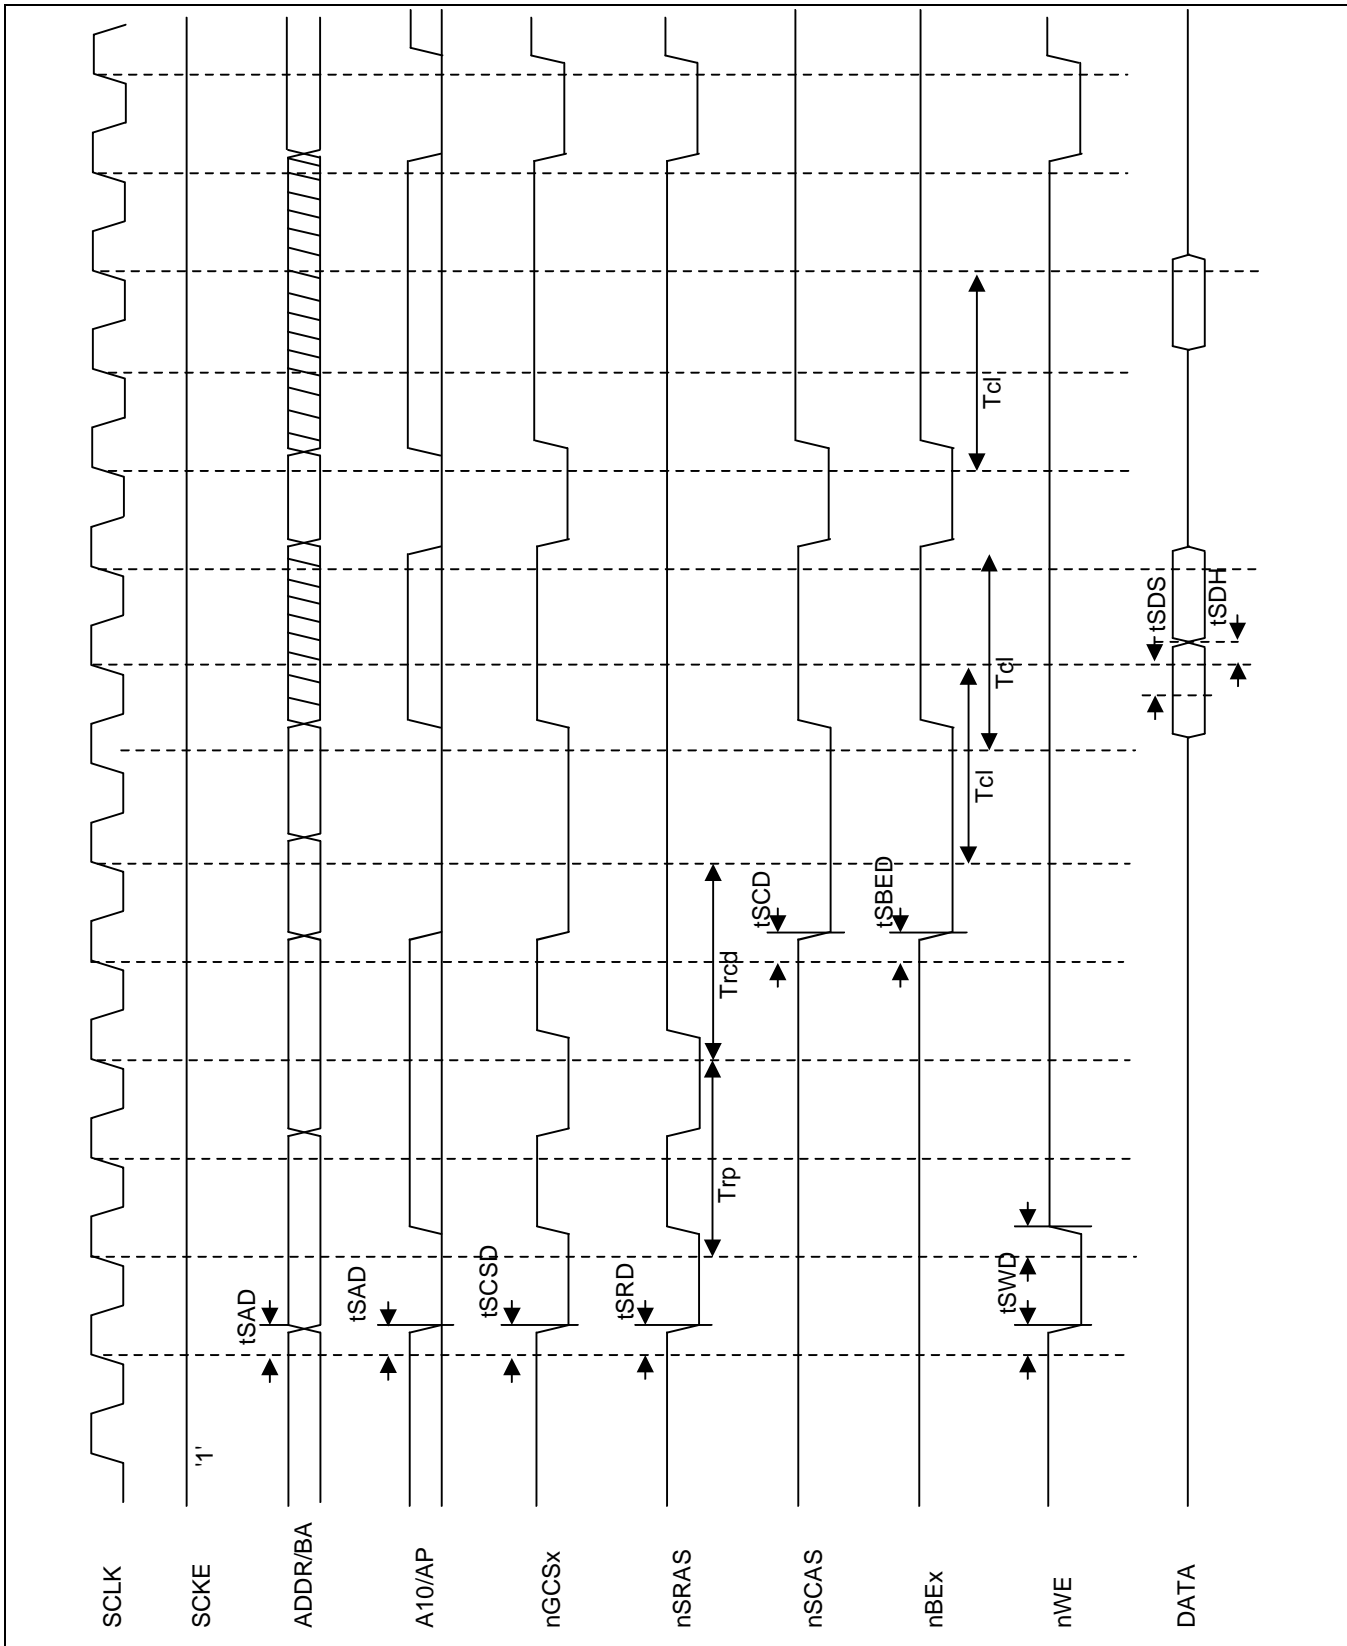 SCLK
SCKE
'1'
ADDR/BA
tSAD
A10/AP
tSAD
nGCSx
tSCSD
nSRAS
tSRD
Trp
Trcd
nSCAS
tSCD
nBEx
tSBED
Tcl
Tcl
Tcl
nWE
tSWD
DATA
tSDS
tSDH